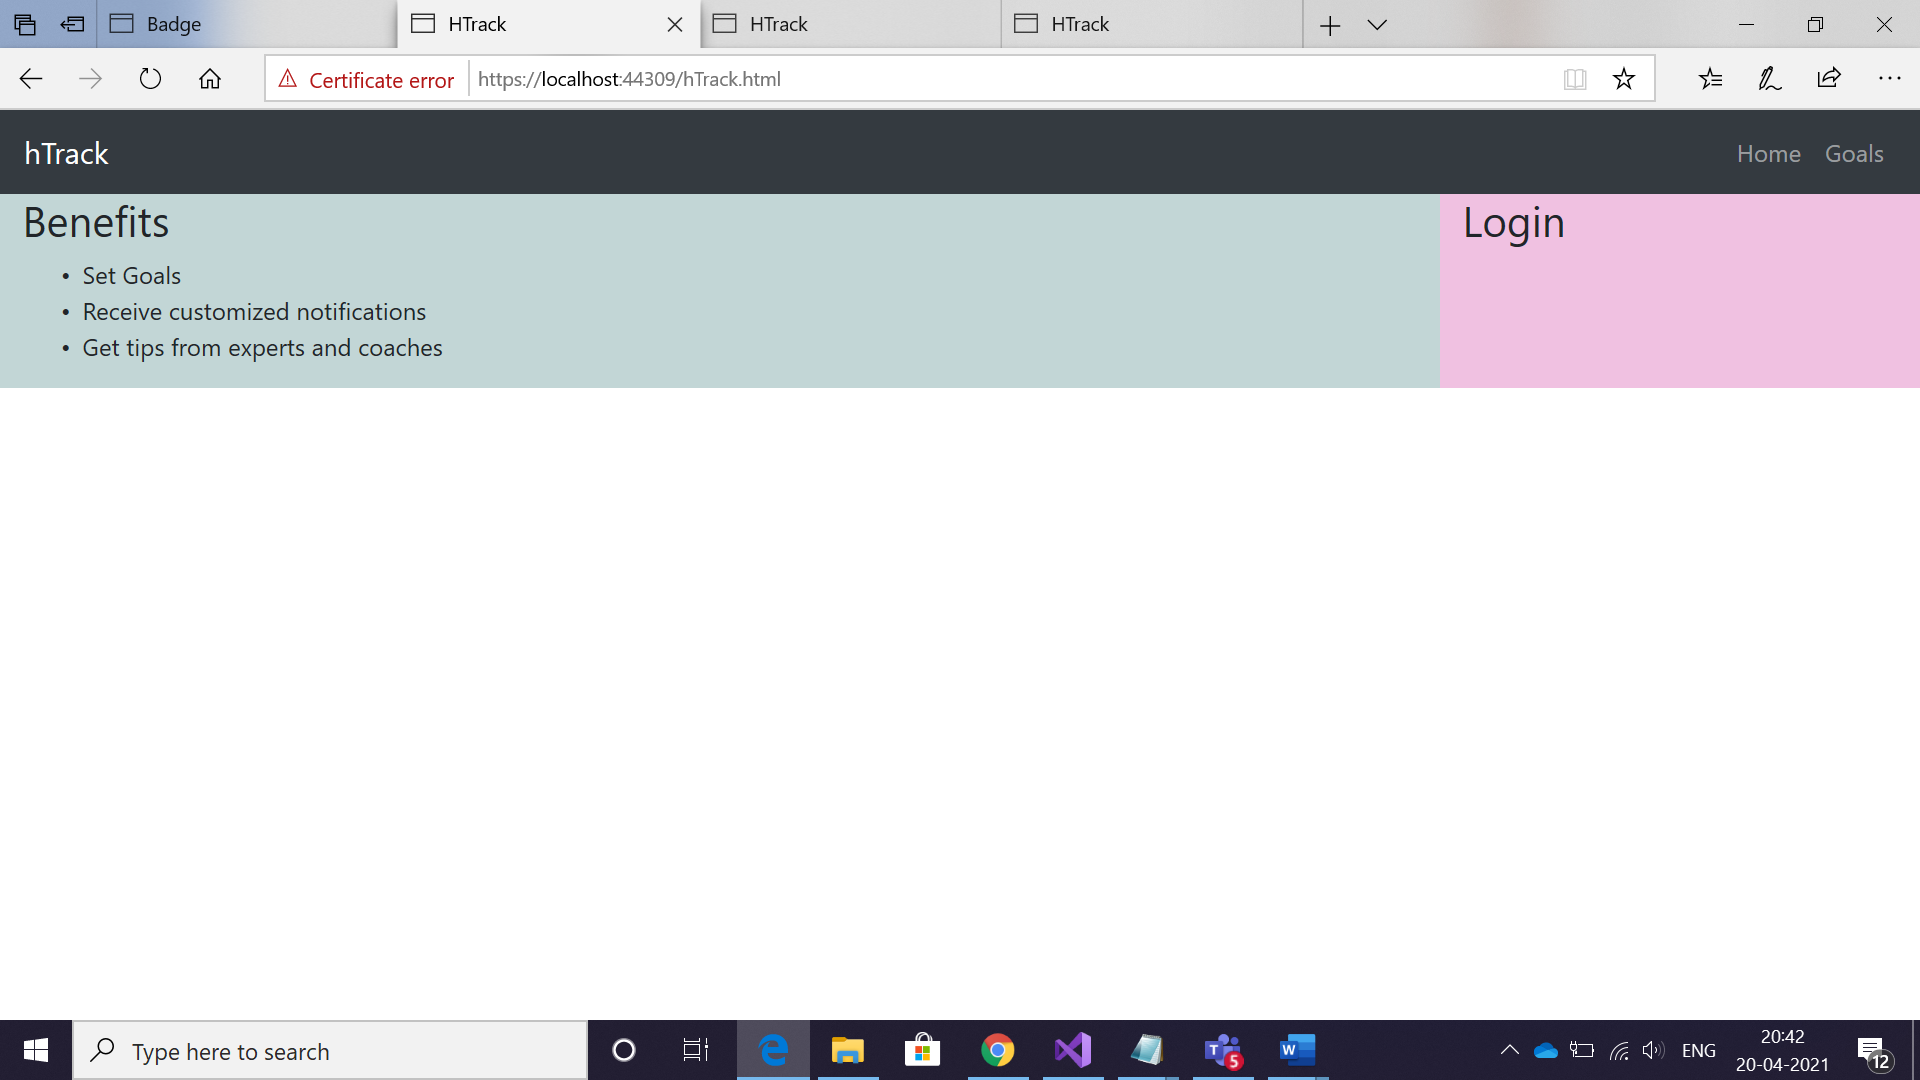 Badge
HTrack
HTrack
HTrack
Certificate error
https://localhost:44309/hTrack.html
hTrack
Home Goals
Benefits
• Set Goals
• Receive customized notifications
• Get tips from experts and coaches
Login
Type here to search
T 5
W
ENG
20:42
20-04-2021
12